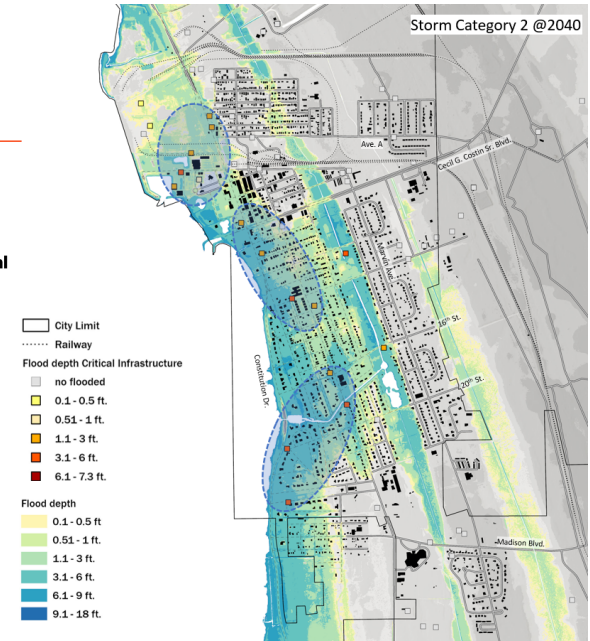 Storm Category 2 @2040
Ave. A
Cecil G. Costin Sr. Blvd.
al
Marvin Ave.
16th St.
20th St.
Constitution Dr.
Madison Blvd.
City Limit
Railway
Flood depth Critical Infrastructure
no flooded
0.1 - 0.5 ft.
0.51 - 1 ft.
1.1 - 3 ft.
3.1 - 6 ft.
6.1 - 7.3 ft.
Flood depth
0.1 - 0.5 ft
0.51 - 1 ft.
1.1 - 3 ft.
3.1 - 6 ft.
6.1 - 9 ft.
9.1 - 18 ft.